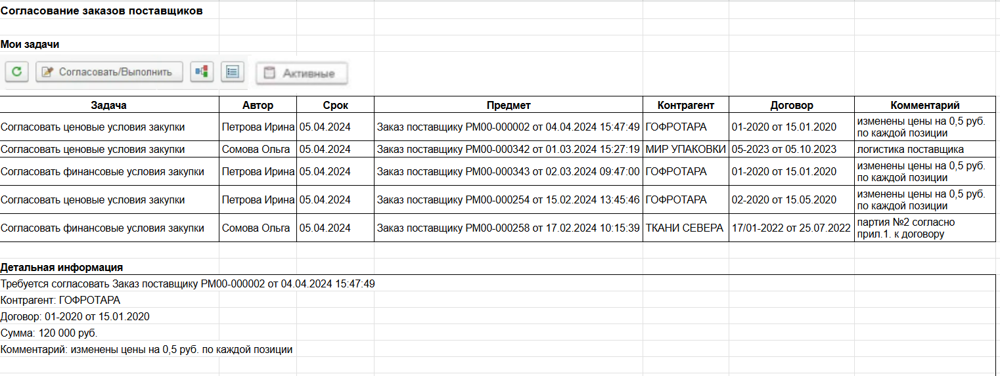 Согласование заказов поставщиков
Мои задачи
Согласовать/Выполнить Активные
Задача Автор Срок Предмет Контрагент Договор Комментарий
Согласовать ценовые условия закупки Петрова Ирина 05.04.2024 Заказ поставщику РМ00-000002 от 04.04.2024 15:47:49 ГОФРОТАРА 01-2020 от 15.01.2020 изменены цены на 0,5 руб.
по каждой позиции
Согласовать ценовые условия закупки Сомова Ольга 05.04.2024 Заказ поставщику РМ00-000342 от 01.03.2024 15:27:19 МИР УПАКОВКИ 05-2023 от 05.10.2023 логистика поставщика
Согласовать финансовые условия закупки Петрова Ирина 05.04.2024 Заказ поставщику РМ00-000343 от 02.03.2024 09:47:00 ГОФРОТАРА 01-2020 от 15.01.2020 изменены цены на 0,5 руб.
по каждой позиции
Согласовать ценовые условия закупки Петрова Ирина 05.04.2024 Заказ поставщику РМ00-000254 от 15.02.2024 13:45:46 ГОФРОТАРА 02-2020 от 15.05.2020 изменены цены на 0,5 руб.
по каждой позиции
Согласовать финансовые условия закупки Сомова Ольга 05.04.2024 Заказ поставщику РМ00-000258 от 17.02.2024 10:15:39 ТКАНИ СЕВЕРА 17/01-2022 от 25.07.2022 партия №2 согласно
прил.1. к договору
Детальная информация
Требуется согласовать Заказ поставщику РМ00-000002 от 04.04.2024 15:47:49
Контрагент: ГОФРОТАРА
Договор: 01-2020 от 15.01.2020
Сумма: 120 000 руб.
Комментарий: изменены цены на 0,5 руб. по каждой позиции